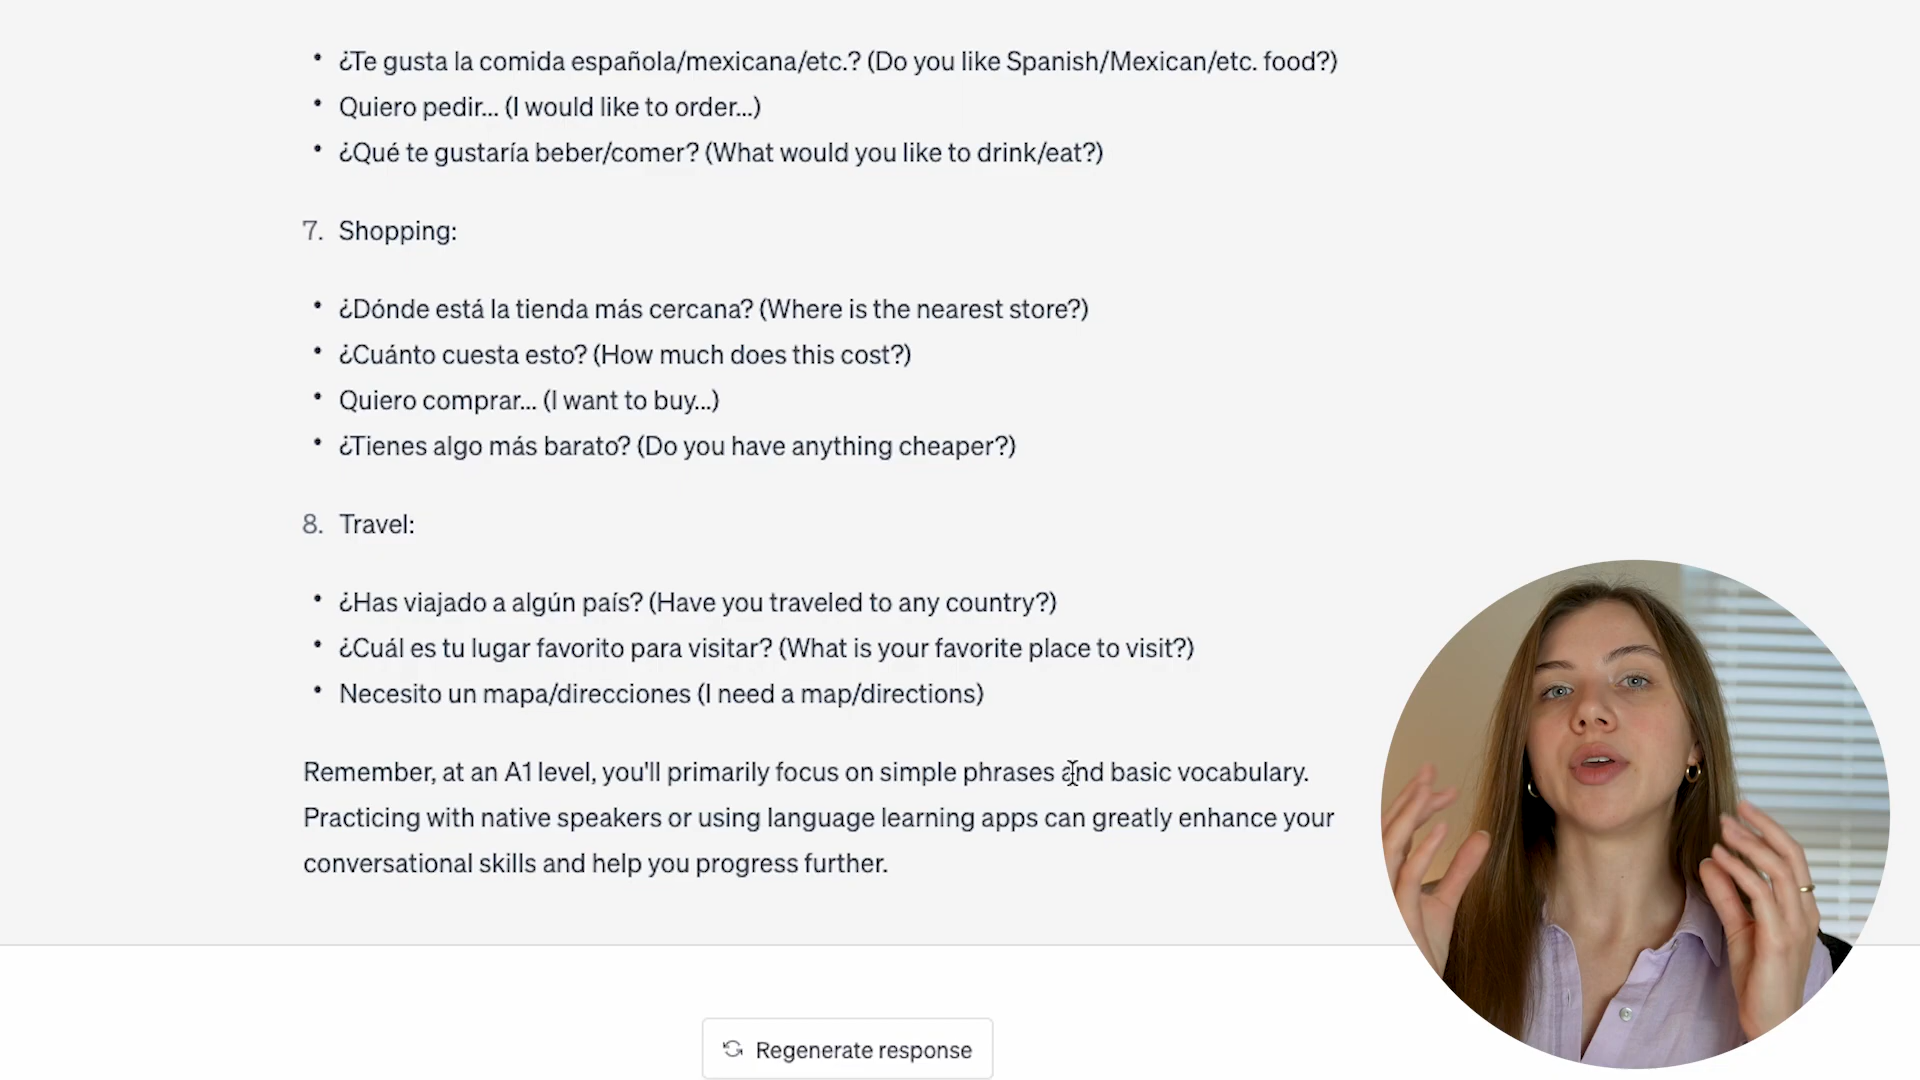 • ¿Te gusta la comida española/mexicana/etc.? (Do you like Spanish/Mexican/etc. food?)
• Quiero pedir... (I would like to order...)
• ¿Qué te gustaría beber/comer? (What would you like to drink/eat?)
7. Shopping:
• ¿Dónde está la tienda más cercana? (Where is the nearest store?)
• ¿Cuánto cuesta esto? (How much does this cost?)
• Quiero comprar... (I want to buy...)
• ¿Tienes algo más barato? (Do you have anything cheaper?)
8. Travel:
• ¿Has viajado a algún país? (Have you traveled to any country?)
• ¿Cuál es tu lugar favorito para visitar? (What is your favorite place to visit?)
• Necesito un mapa/direcciones (I need a map/directions)
Remember, at an A1 level, you'll primarily focus on simple phrases and basic vocabulary.
Practicing with native speakers or using language learning apps can greatly enhance your
conversational skills and help you progress further.
Regenerate response